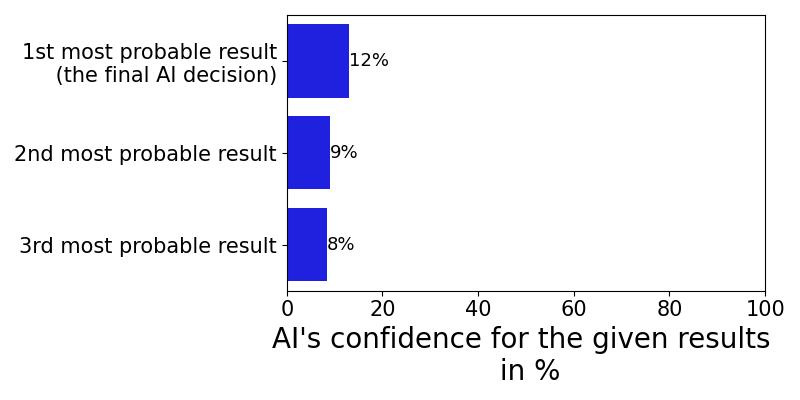 1st most probable result
(the final AI decision)
12%
2nd most probable result
9%
3rd most probable result
8%
0 20 40 60 80 100
AI's confidence for the given results
in %